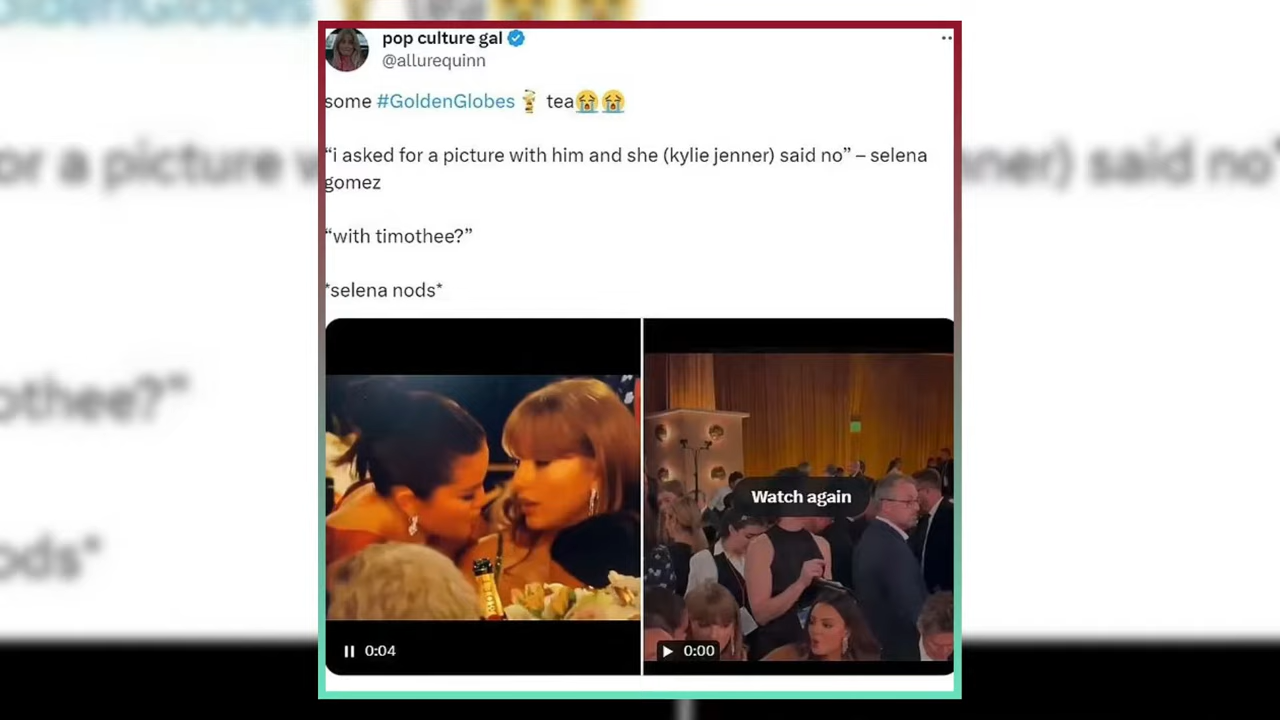 pop culture gal
@allurequinn
some #GoldenGlobes tea😭😭
“i asked for a picture with him and she (kylie jenner) said no” – selena
gomez
“with timothee?”
*selena nods*
Watch again
0:04
0:00